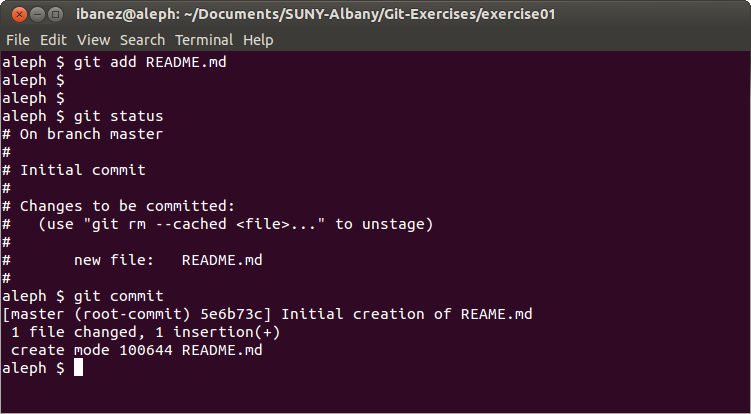 ibanez@aleph: ~/Documents/SUNY-Albany/Git-Exercises/exercise01
File Edit View Search Terminal Help
aleph $ git add README.md
aleph $
aleph $
aleph $ git status
# On branch master
#
# Initial commit
#
# Changes to be committed:
#   (use "git rm --cached <file>..." to unstage)
#
#       new file:   README.md
#
aleph $ git commit
[master (root-commit) 5e6b73c] Initial creation of REAME.md
 1 file changed, 1 insertion(+)
 create mode 100644 README.md
aleph $